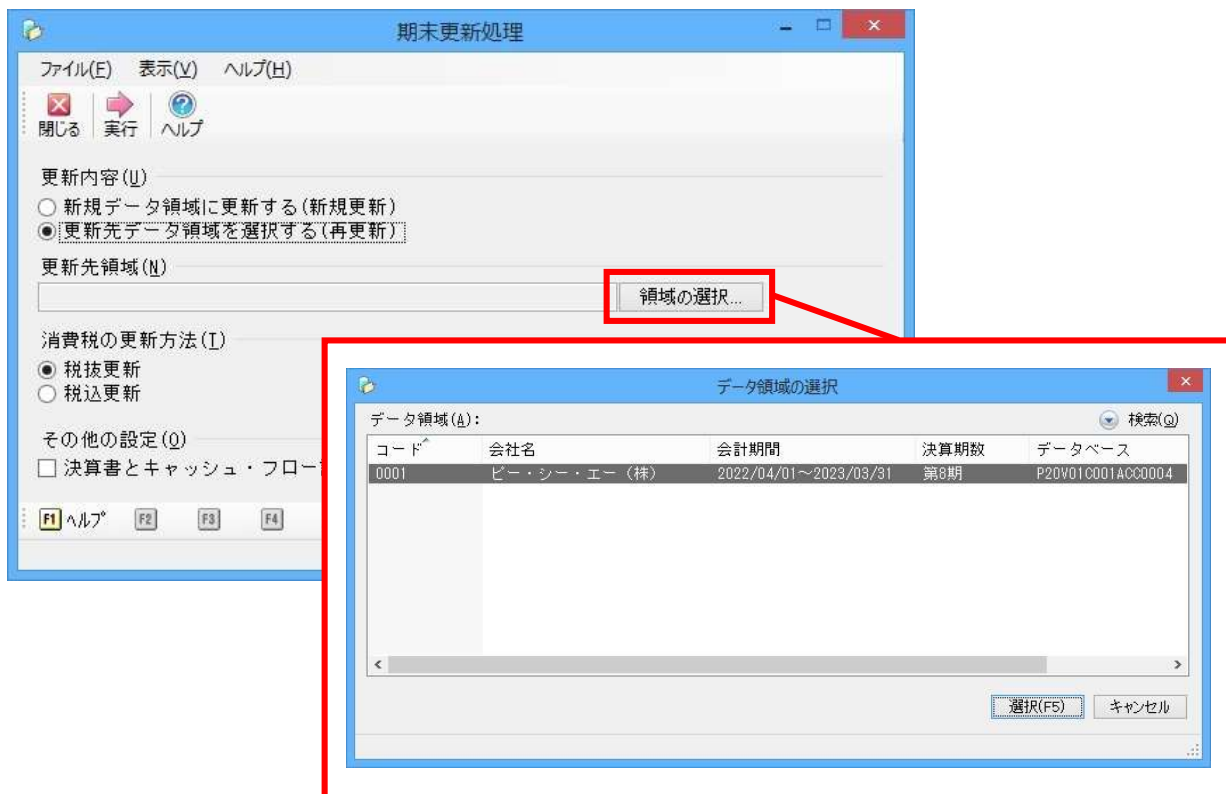 期末更新処理
ファイル(F) 表示(V) ヘルプ(H)
閉じる 実行 ヘルプ
更新内容(U)
新規データ領域に更新する(新規更新)
更新先データ領域を選択する(再更新)
更新先領域(N)
領域の選択...
消費税の更新方法(T)
税抜更新
税込更新
その他の設定(O)
決算書とキャッシュ・フロー
F1 ヘルプ F2 F3 F4
データ領域の選択
データ領域(A): 検索(Q)
コード 会社名 会計期間 決算期数 データベース
0001 ピー・シー・エー（株） 2022/04/01～2023/03/31 第8期 P20V01C001ACC0004
選択(F5) キャンセル